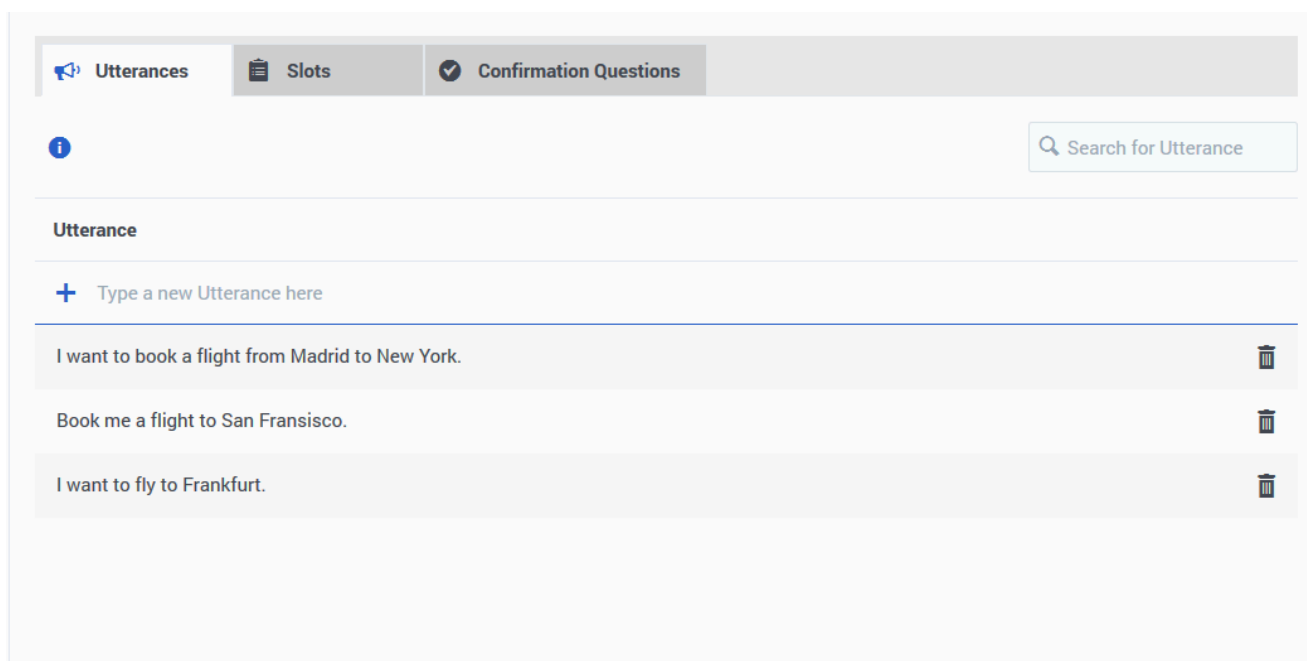 Utterances Slots Confirmation Questions
Search for Utterance
Utterance
Type a new Utterance here
I want to book a flight from Madrid to New York.
Book me a flight to San Fransisco.
I want to fly to Frankfurt.